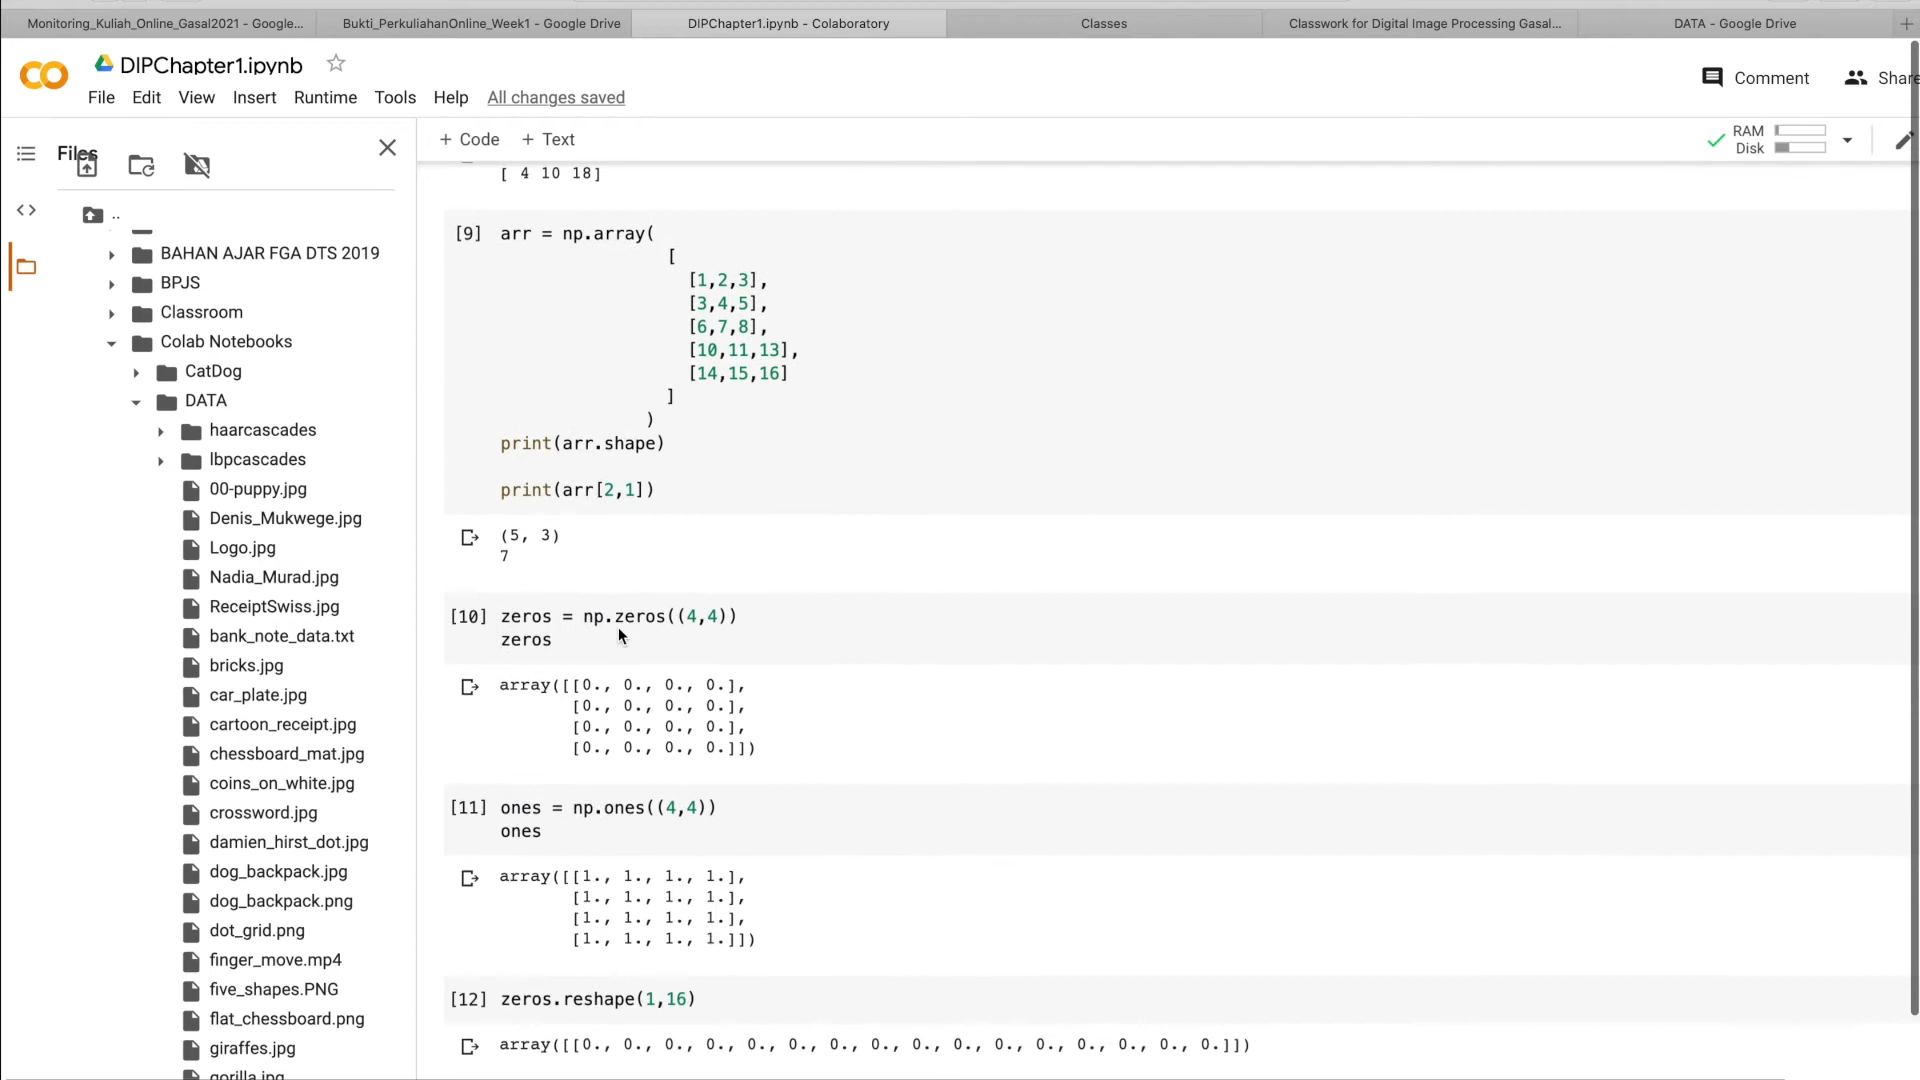 Monitoring_Kuliah_Online_Gasal2021 - Google...
Bukti_PerkuliahanOnline_Week1 - Google Drive
DIPChapter1.ipynb - Colaboratory
Classes
Classwork for Digital Image Processing Gasal...
DATA - Google Drive
DIPChapter1.ipynb
File Edit View Insert Runtime Tools Help All changes saved
Comment
Share
Files
+ Code + Text
RAM
Disk
..
BAHAN AJAR FGA DTS 2019
BPJS
Classroom
Colab Notebooks
CatDog
DATA
haarcascades
lbpcascades
00-puppy.jpg
Denis_Mukwege.jpg
Logo.jpg
Nadia_Murad.jpg
ReceiptSwiss.jpg
bank_note_data.txt
bricks.jpg
car_plate.jpg
cartoon_receipt.jpg
chessboard_mat.jpg
coins_on_white.jpg
crossword.jpg
damien_hirst_dot.jpg
dog_backpack.jpg
dog_backpack.png
dot_grid.png
finger_move.mp4
five_shapes.PNG
flat_chessboard.png
giraffes.jpg
gorilla.jpg
[ 4 10 18]
[9] arr = np.array(
[
[1,2,3],
[3,4,5],
[6,7,8],
[10,11,13],
[14,15,16]
]
)
print(arr.shape)
print(arr[2,1])
(5, 3)
7
[10] zeros = np.zeros((4,4))
zeros
array([[0., 0., 0., 0.],
[0., 0., 0., 0.],
[0., 0., 0., 0.],
[0., 0., 0., 0.]])
[11] ones = np.ones((4,4))
ones
array([[1., 1., 1., 1.],
[1., 1., 1., 1.],
[1., 1., 1., 1.],
[1., 1., 1., 1.]])
[12] zeros.reshape(1,16)
array([[0., 0., 0., 0., 0., 0., 0., 0., 0., 0., 0., 0., 0., 0., 0., 0.]])